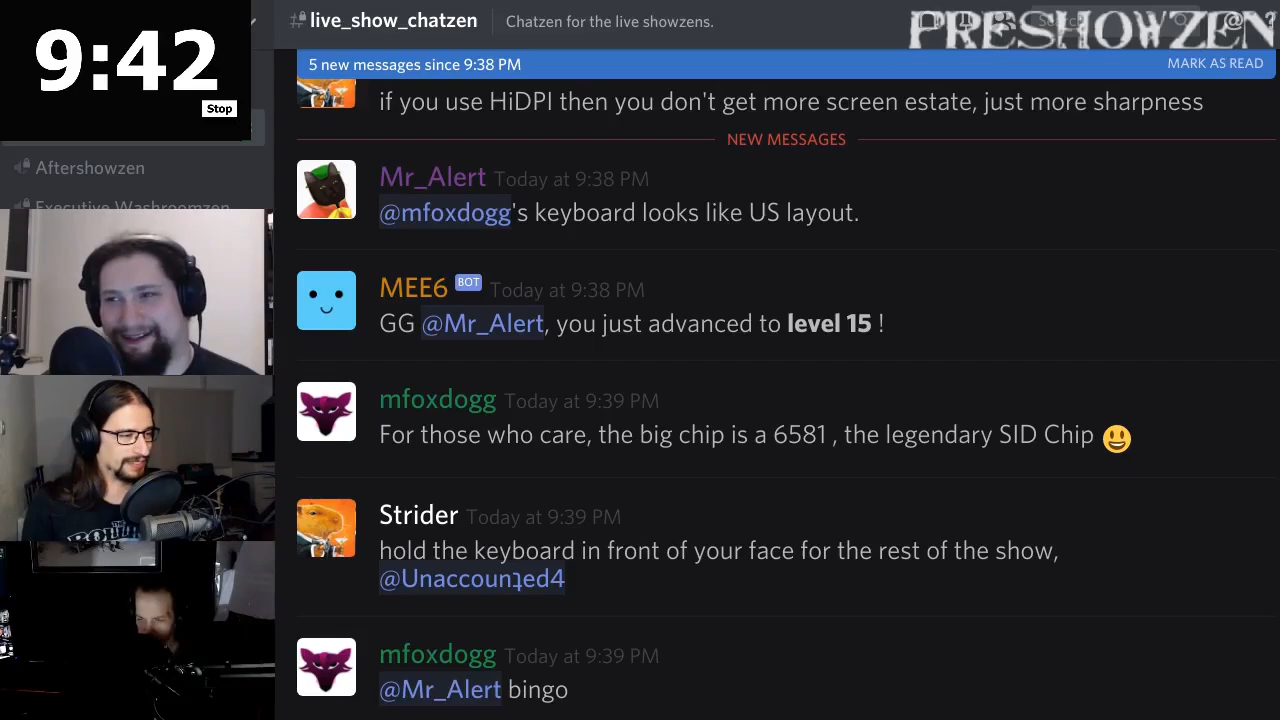 9:42
Stop
Aftershowzen
Executive Washroomzen
live_show_chatzen
Chatzen for the live showzens.
PRESHOWZEN
5 new messages since 9:38 PM
MARK AS READ
if you use HiDPI then you don't get more screen estate, just more sharpness
NEW MESSAGES
Mr_Alert Today at 9:38 PM
@mfoxdogg's keyboard looks like US layout.
MEE6 BOT Today at 9:38 PM
GG @Mr_Alert, you just advanced to level 15 !
mfoxdogg Today at 9:39 PM
For those who care, the big chip is a 6581 , the legendary SID Chip 😃
Strider Today at 9:39 PM
hold the keyboard in front of your face for the rest of the show,
@Unaccounʇed4
mfoxdogg Today at 9:39 PM
@Mr_Alert bingo